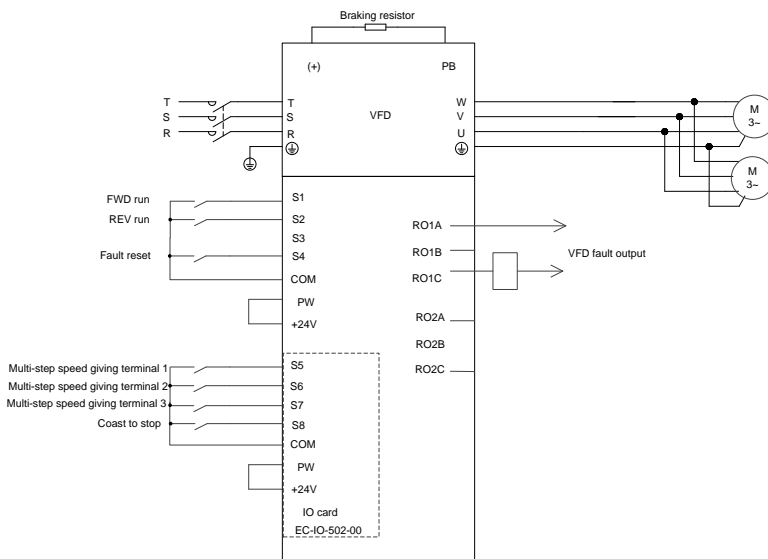 Braking resistor
(+)
PB
T
T
W
S
S
VFD
V
R
R
U
M
3~
M
3~
FWD run
S1
REV run
S2
S3
RO1A
Fault reset
S4
RO1B
VFD fault output
COM
RO1C
PW
+24V
RO2A
RO2B
Multi-step speed giving terminal 1
S5
RO2C
Multi-step speed giving terminal 2
S6
Multi-step speed giving terminal 3
S7
Coast to stop
S8
COM
PW
+24V
IO card
EC-IO-502-00